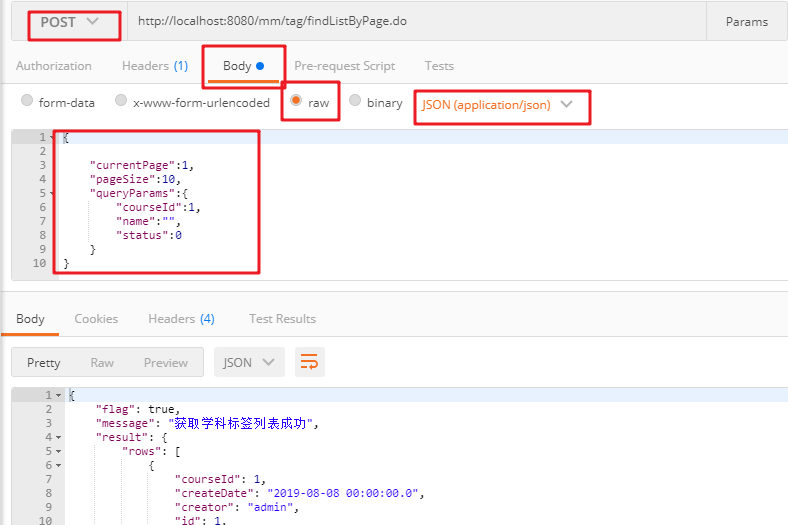 POST http://localhost:8080/mm/tag/findListByPage.do Params
Authorization Headers (1) Body Pre-request Script Tests
form-data x-www-form-urlencoded raw binary JSON (application/json)
1 {
2
3 "currentPage":1,
4 "pageSize":10,
5 "queryParams":{
6 "courseId":1,
7 "name":"",
8 "status":0
9 }
10 }
Body Cookies Headers (4) Test Results
Pretty Raw Preview JSON
1 {
2 "flag": true,
3 "message": "获取学科标签列表成功",
4 "result": {
5 "rows": [
6 {
7 "courseId": 1,
8 "createDate": "2019-08-08 00:00:00.0",
9 "creator": "admin",
10 "id": 1,